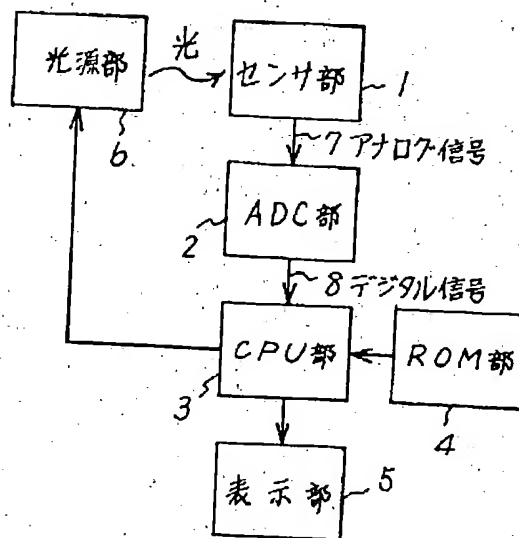 光源部
光
センサ部
1
6
7 アナログ信号
ADC部
2
8 デジタル信号
CPU部
3
ROM部
4
表示部
5